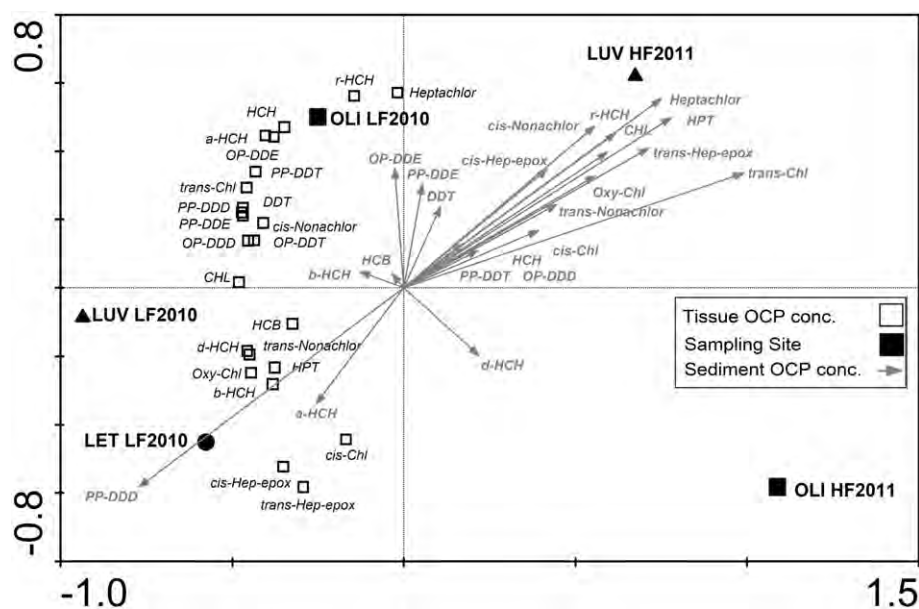 0.8
LUV HF2011
r-HCH
Heptachlor
HCH
OLI LF2010
a-HCH
OP-DDE
PP-DDT
trans-Chl
PP-DDD
DDT
PP-DDE
cis-Nonachlor
OP-DDD
OP-DDT
CHL
Heptachlor
r-HCH
HPT
cis-Nonachlor
CHL
OP-DDE
cis-Hep-epox
trans-Hep-epox
PP-DDE
trans-Chl
DDT
Oxy-Chl
trans-Nonachlor
HCB
HCH
cis-Chl
b-HCH
PP-DDT
OP-DDD
LUV LF2010
HCB
d-HCH
trans-Nonachlor
Oxy-Chl
HPT
b-HCH
d-HCH
a-HCH
Tissue OCP conc.
Sampling Site
Sediment OCP conc.
LET LF2010
cis-Chl
PP-DDD
cis-Hep-epox
trans-Hep-epox
OLI HF2011
-0.8
-1.0
1.5